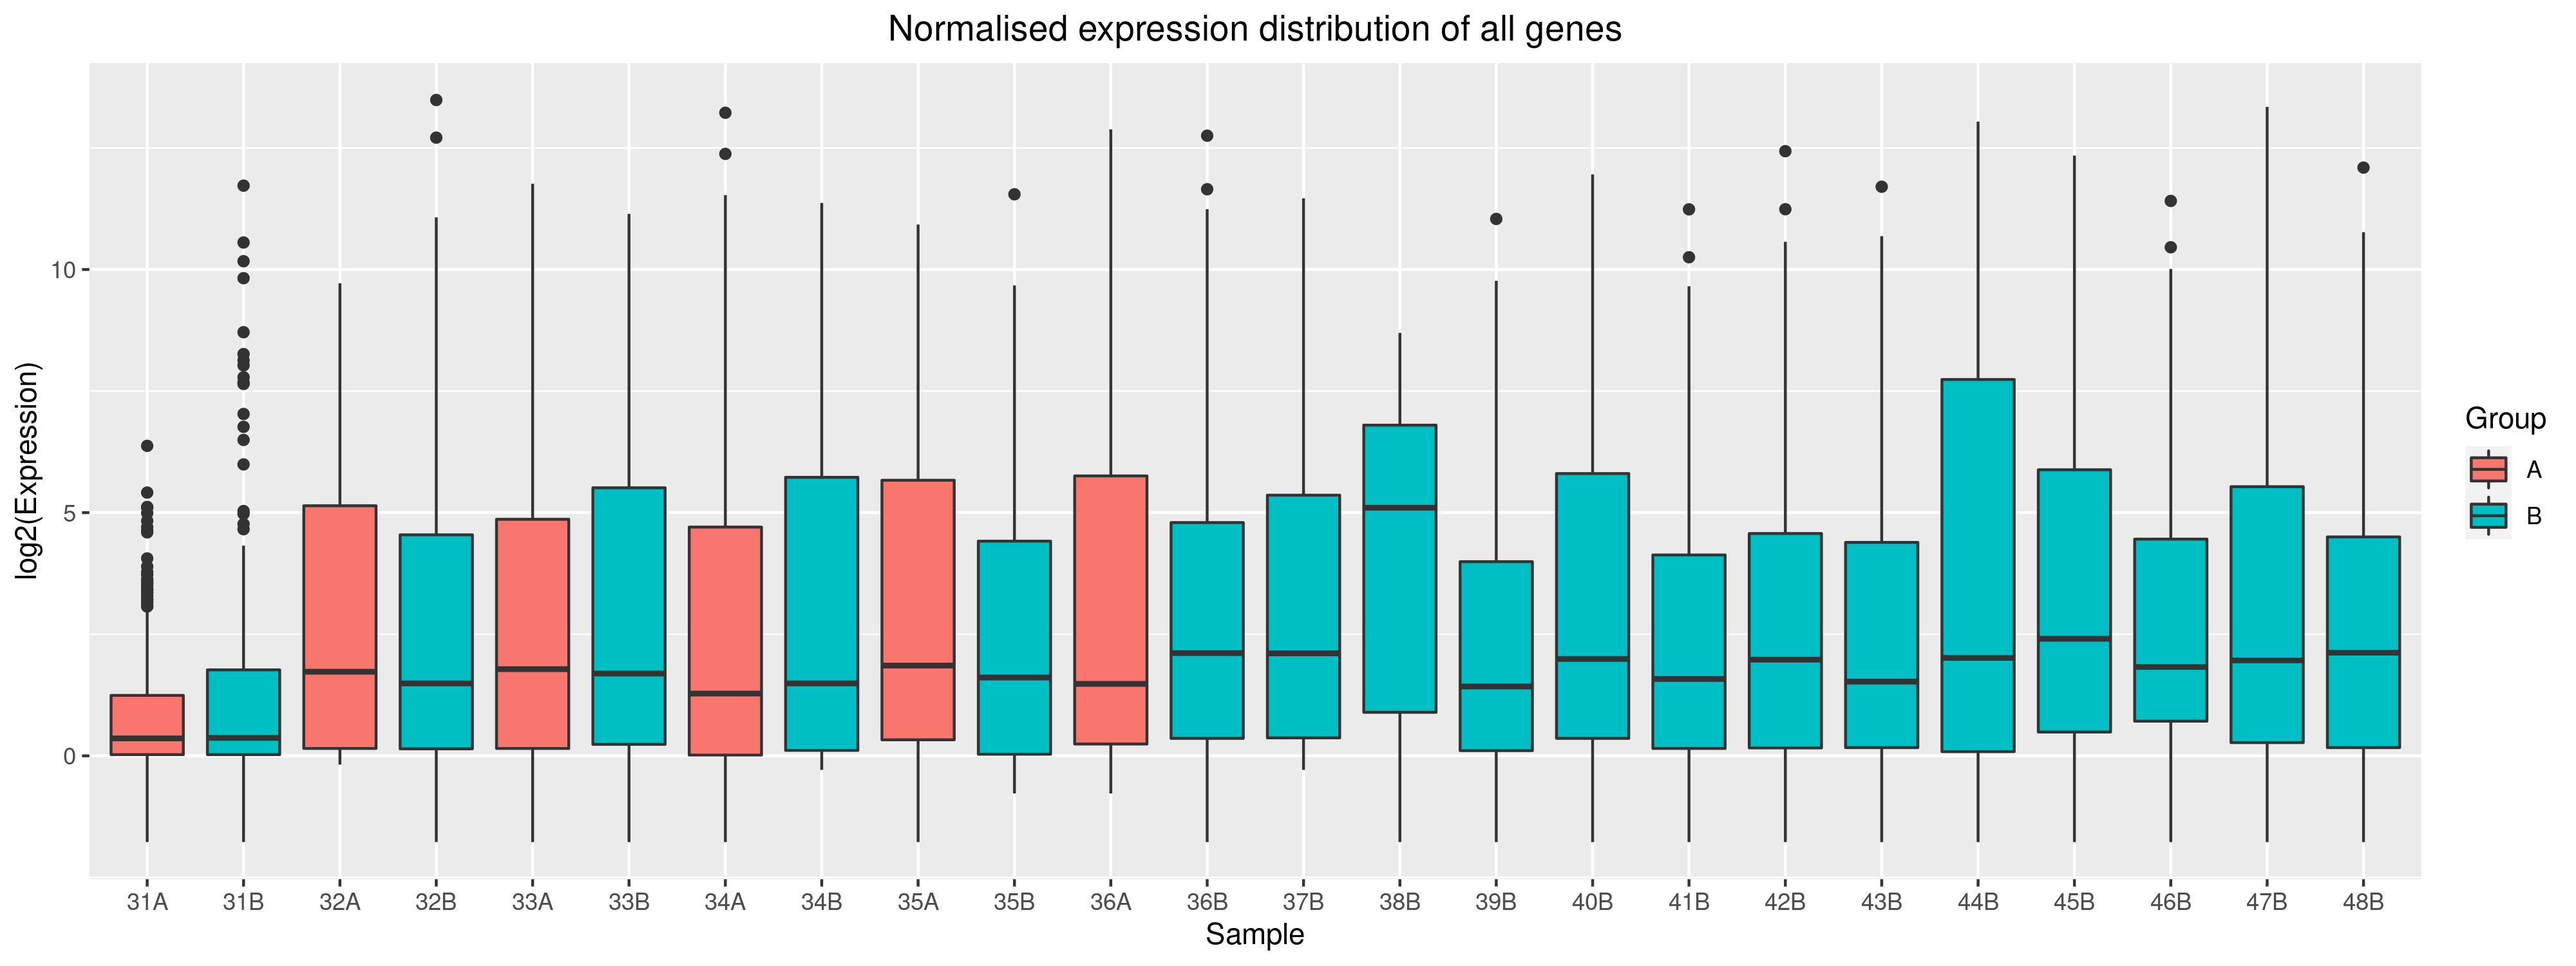 Normalised expression distribution of all genes
log2(Expression)
10
5
0
31A 31B 32A 32B 33A 33B 34A 34B 35A 35B 36A 36B 37B 38B 39B 40B 41B 42B 43B 44B 45B 46B 47B 48B
Sample
Group
A
B